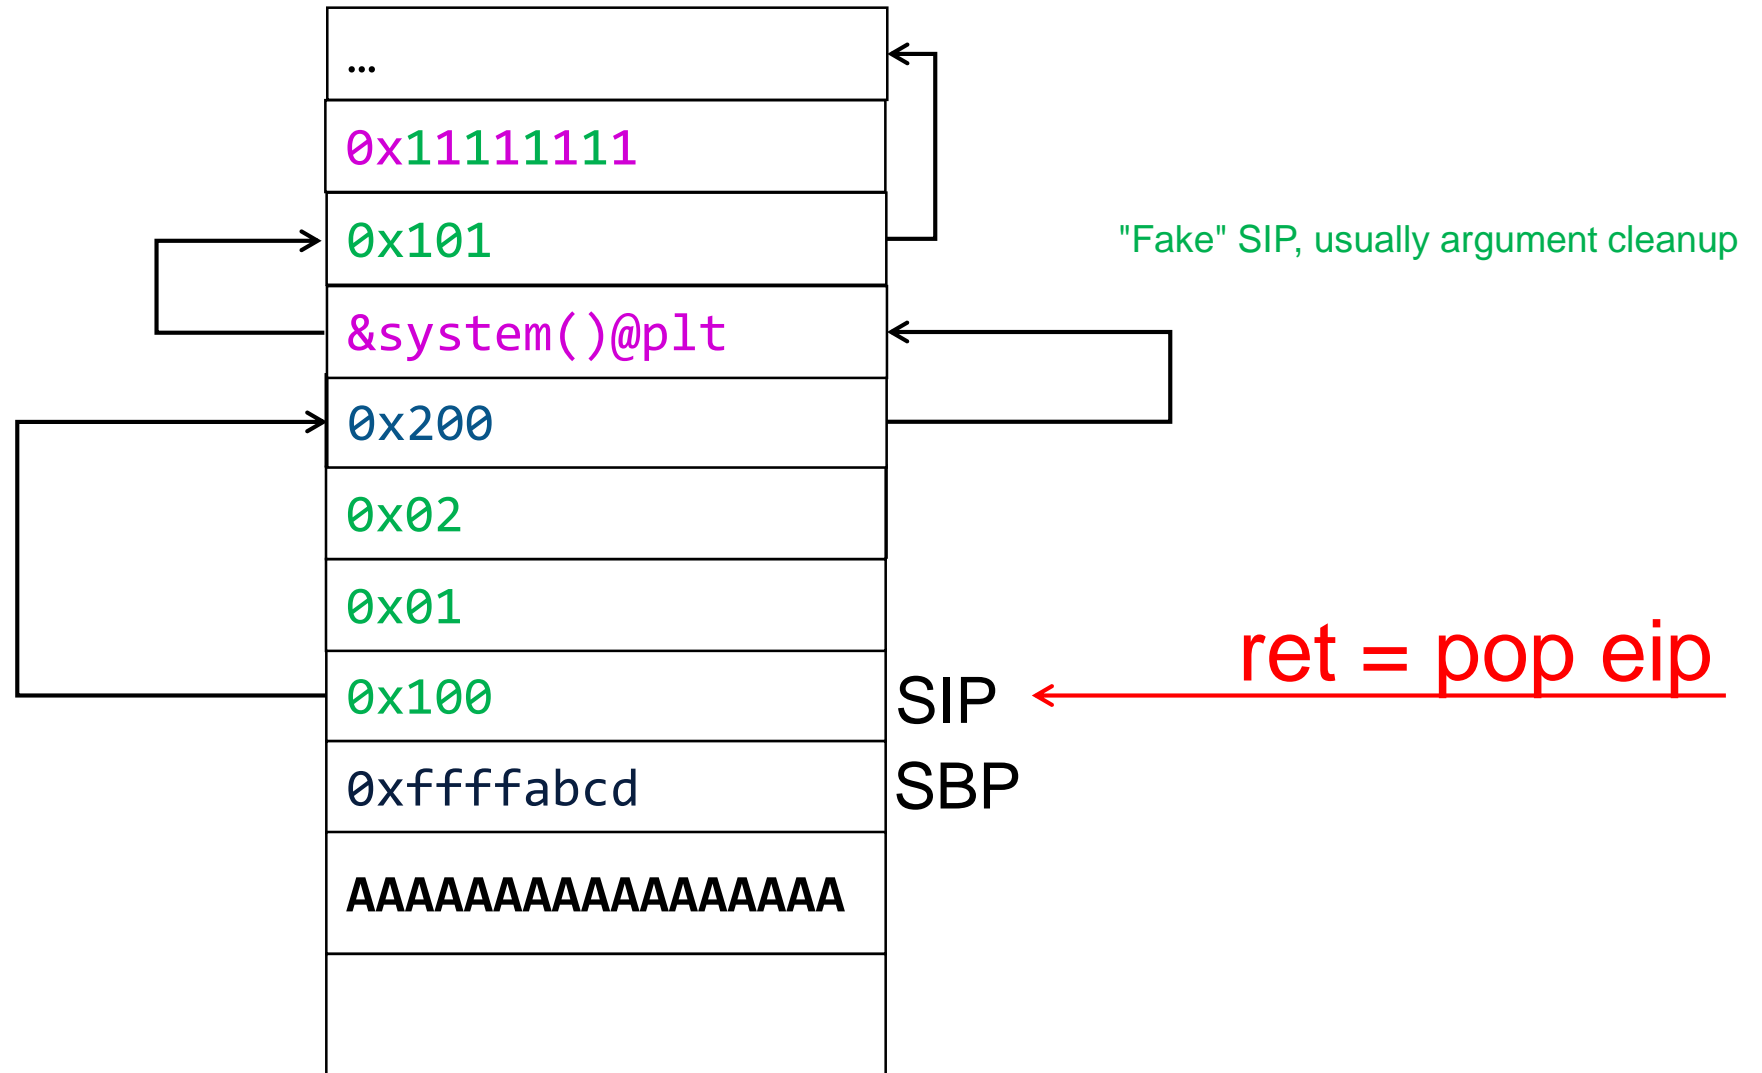 …
0x11111111
0x101
"Fake" SIP, usually argument cleanup
&system()@plt
0x200
0x02
0x01
ret = pop eip
0x100
SIP
0xffffabcd
SBP
AAAAAAAAAAAAAAAAA